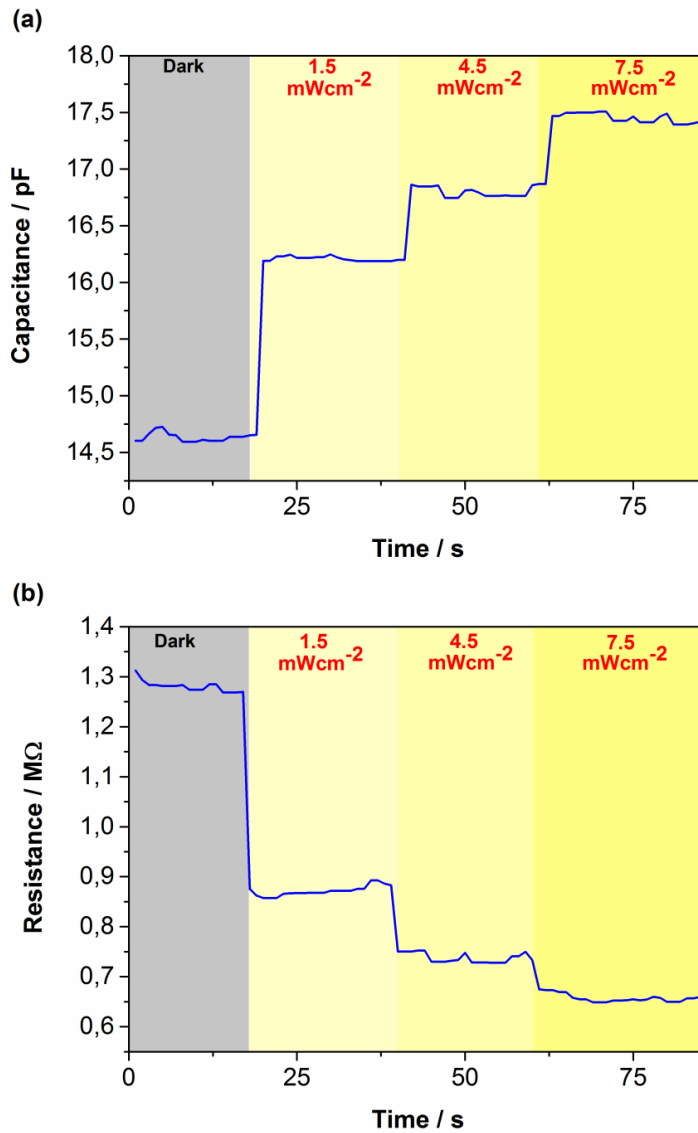 (a)
18,0
17,5
17,0
16,5
16,0
15,5
15,0
14,5
Capacitance / pF
Dark
1.5
mWcm-2
4.5
mWcm-2
7.5
mWcm-2
0
25
50
75
Time / s
(b)
1,4
1,3
1,2
1,1
1,0
0,9
0,8
0,7
0,6
Resistance / MΩ
Dark
1.5
mWcm-2
4.5
mWcm-2
7.5
mWcm-2
0
25
50
75
Time / s